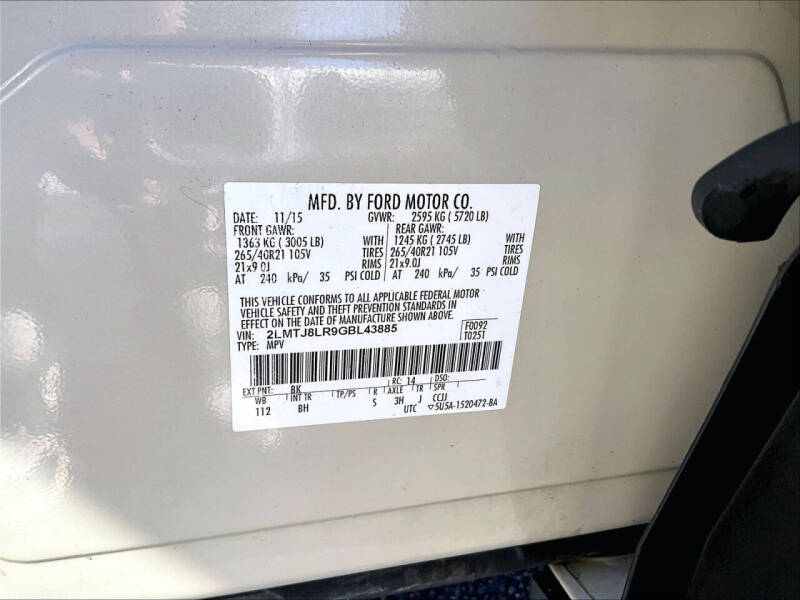 MFD. BY FORD MOTOR CO.
DATE: 11/15 GVWR: 2595 KG ( 5720 LB)
FRONT GAWR: REAR GAWR:
1363 KG ( 3005 LB) WITH 1245 KG ( 2745 LB) WITH
265/40R21 105V TIRES 265/40R21 105V TIRES
21x9.0J RIMS 21x9.0J RIMS
AT 240 kPa/ 35 PSI COLD AT 240 kPa/ 35 PSI COLD
THIS VEHICLE CONFORMS TO ALL APPLICABLE FEDERAL MOTOR
VEHICLE SAFETY AND THEFT PREVENTION STANDARDS IN
EFFECT ON THE DATE OF MANUFACTURE SHOWN ABOVE.
VIN: 2LMTJ8LR9GBL43885 F0092
TYPE: MPV T0251
EXT PNT: BK RC: 14 DSO:
WB INT TR TP/PS R AXLE TR SPR
112 BH S 3H J CCJJ
UTC ▽5U5A-1520472-BA